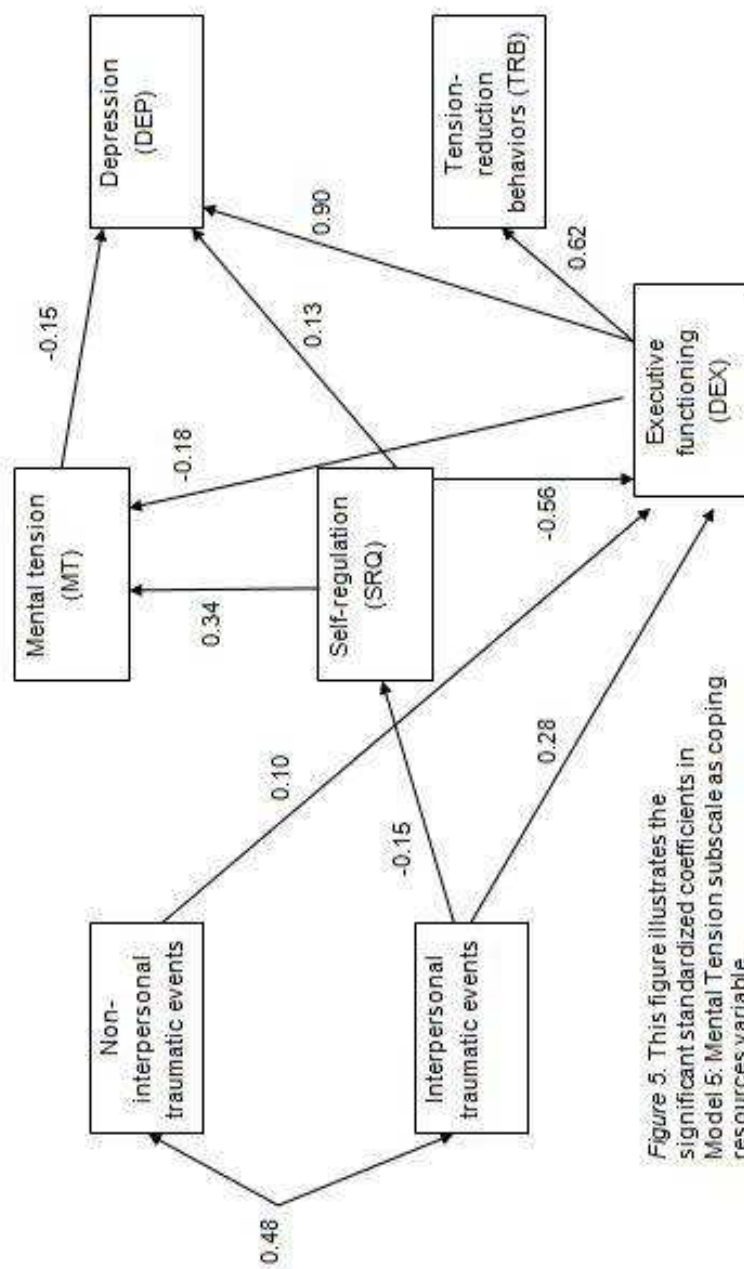 Non-
interpersonal
traumatic events
Interpersonal
traumatic events
0.48
Mental tension
(MT)
Self-regulation
(SRQ)
Executive
functioning
(DEX)
Depression
(DEP)
Tension-
reduction
behaviors (TRB)
-0.15
0.34
-0.18
0.13
0.90
0.10
-0.15
-0.56
0.62
0.28
Figure 5. This figure illustrates the
significant standardized coefficients in
Model 5: Mental Tension subscale as coping
resources variable